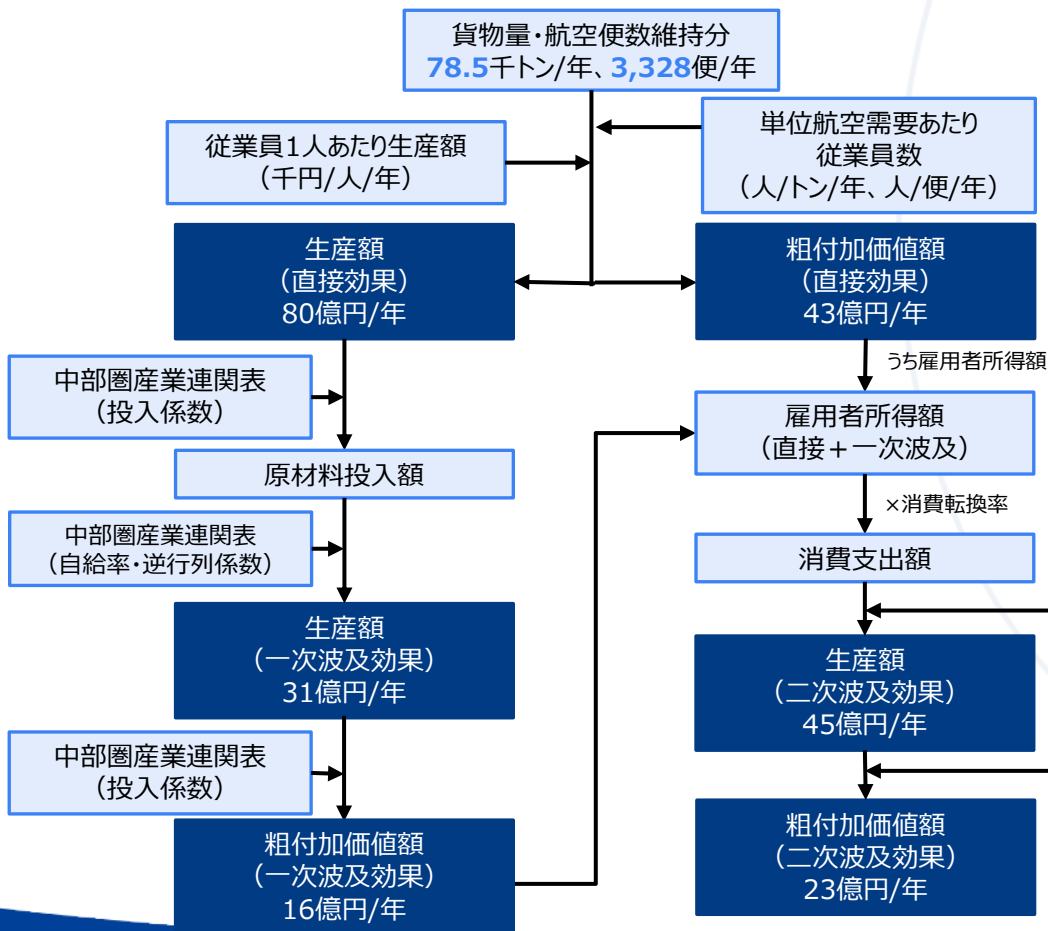 貨物量・航空便数維持分
78.5千トン/年、3,328便/年
従業員1人あたり生産額
（千円/人/年）
単位航空需要あたり
従業員数
（人/トン/年、人/便/年）
生産額
（直接効果）
80億円/年
粗付加価値額
（直接効果）
43億円/年
中部圏産業連関表
（投入係数）
うち雇用者所得額
雇用者所得額
（直接＋一次波及）
原材料投入額
×消費転換率
中部圏産業連関表
（自給率・逆行列係数）
消費支出額
生産額
（一次波及効果）
31億円/年
生産額
（二次波及効果）
45億円/年
中部圏産業連関表
（投入係数）
粗付加価値額
（一次波及効果）
16億円/年
粗付加価値額
（二次波及効果）
23億円/年